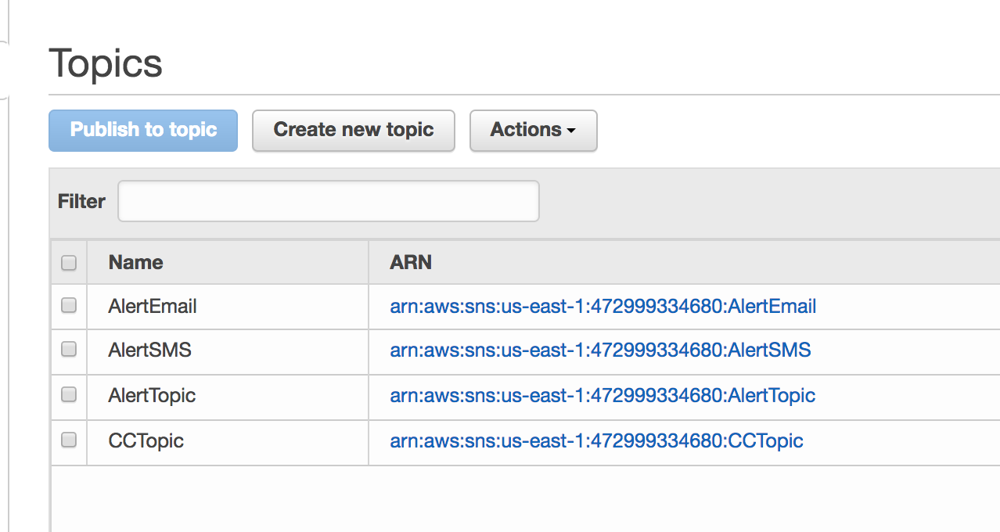 Topics
Publish to topic Create new topic Actions
Filter
Name ARN
AlertEmail arn:aws:sns:us-east-1:472999334680:AlertEmail
AlertSMS arn:aws:sns:us-east-1:472999334680:AlertSMS
AlertTopic arn:aws:sns:us-east-1:472999334680:AlertTopic
CCTopic arn:aws:sns:us-east-1:472999334680:CCTopic